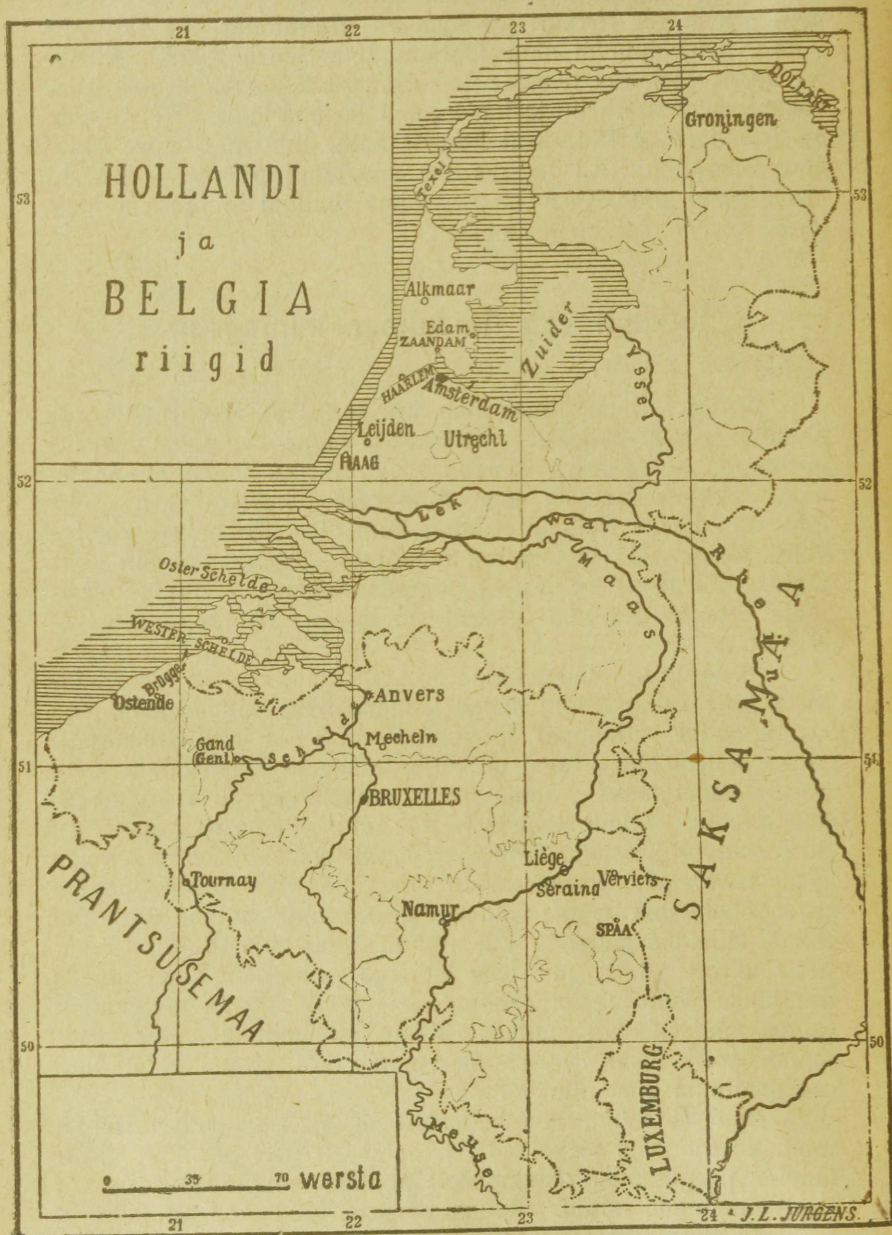 21 22 23 24
HOLLANDI
ja
BELGIA
riigid
DOLLART
Groningen
53 53
Texel
Alkmaar
Edam
ZAANDAM
Zuider
HAARLEM
Amsterdam
Yssel
Leijden
Utrecht
HAAG
52 52
Lek
Waal
Rein
Maas
Oster Schelde
WESTER SCHELDE
Brügge
Ostende
Anvers
Schelde
Mecheln
Gand
(Gent)
51 51
BRUXELLES
SAKSAMAA
Liège
Seraing
Verviers
Tournay
Namur
SPAA
PRANTSUSEMAA
50 50
LUXEMBURG
Meuse
0 35 70 wersta
21 22 23 24
J. L. JÜRGENS.